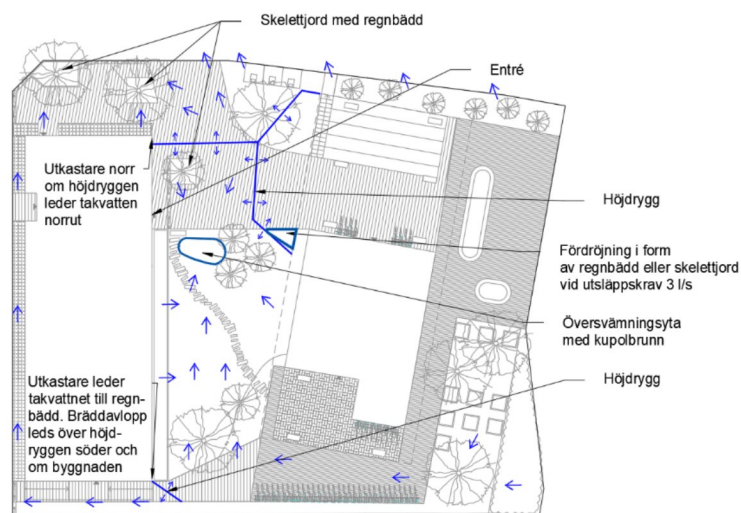 Skelettjord med regnbädd
Entré
Utkastare norr
om höjdryggen
leder takvatten
norrut
Höjdrygg
Fördröjning i form
av regnbädd eller skelettjord
vid utsläppskrav 3 l/s
Översvämningsyta
med kupolbrunn
Höjdrygg
Utkastare leder
takvattnet till regn-
bädd. Bräddavlopp
leds över höjd-
ryggen söder och
om byggnaden